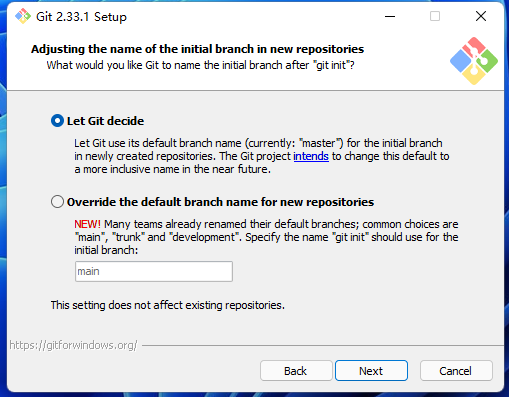 Git 2.33.1 Setup
Adjusting the name of the initial branch in new repositories
What would you like Git to name the initial branch after "git init"?
Let Git decide
Let Git use its default branch name (currently: "master") for the initial branch
in newly created repositories. The Git project intends to change this default to
a more inclusive name in the near future.
Override the default branch name for new repositories
NEW! Many teams already renamed their default branches; common choices are
"main", "trunk" and "development". Specify the name "git init" should use for the
initial branch:
main
This setting does not affect existing repositories.
https://gitforwindows.org/
Back
Next
Cancel